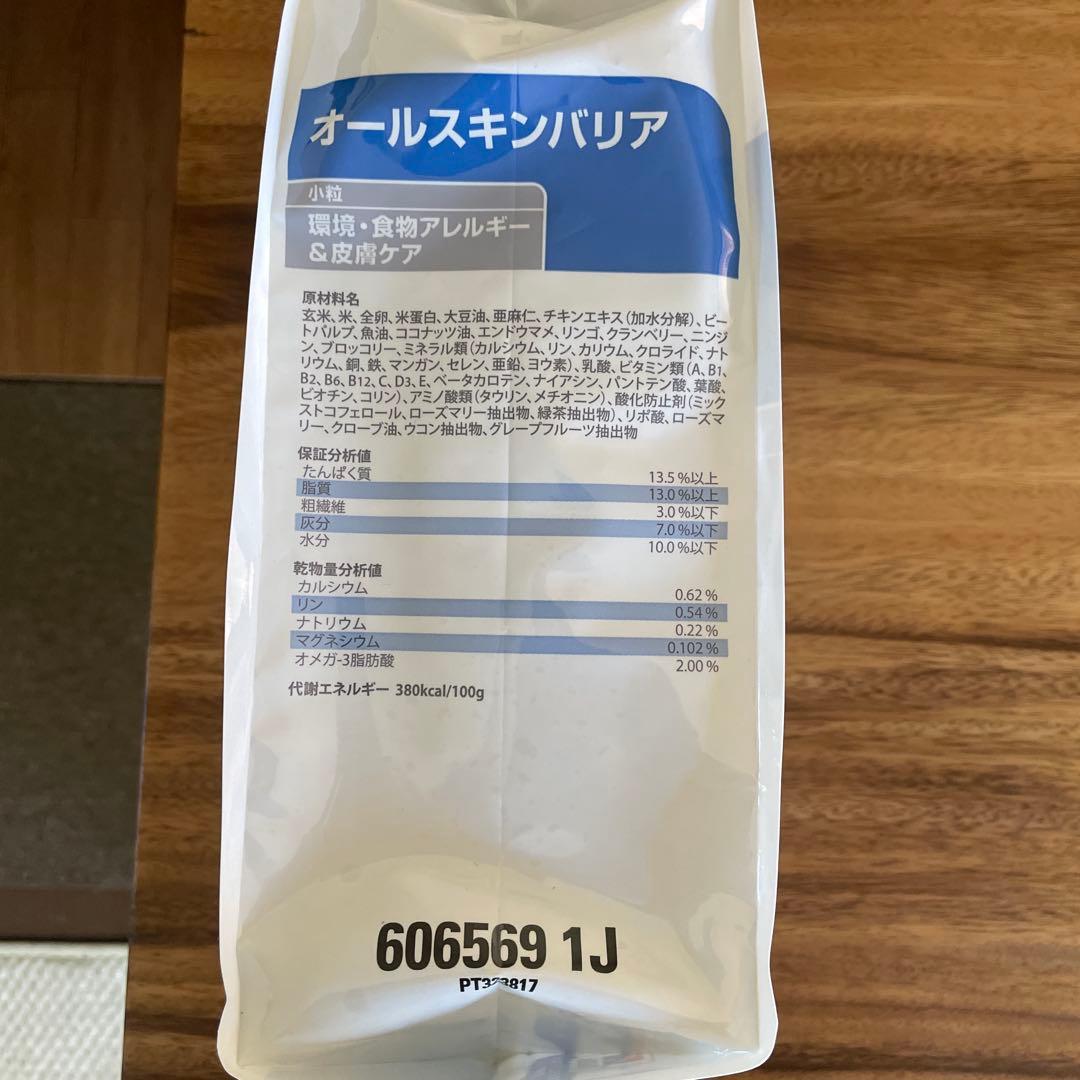 オールスキンバリア
小粒
環境・食物アレルギー
&皮膚ケア
原材料名
玄米、米、全卵、米蛋白、大豆油、亜麻仁、チキンエキス(加水分解)、ビー
トパルプ、魚油、ココナッツ油、エンドウマメ、リンゴ、クランベリー、ニンジ
ン、ブロッコリー、ミネラル類(カルシウム、リン、カリウム、クロライド、ナト
リウム、銅、鉄、マンガン、セレン、亜鉛、ヨウ素)、乳酸、ビタミン類(A、B1、
B2、B6、B12、C、D3、E、ベータカロテン、ナイアシン、パントテン酸、葉酸、
ビオチン、コリン)、アミノ酸類(タウリン、メチオニン)、酸化防止剤(ミック
ストコフェロール、ローズマリー抽出物、緑茶抽出物)、リポ酸、ローズマ
リー、クローブ油、ウコン抽出物、グレープフルーツ抽出物
保証分析値
たんぱく質 13.5%以上
脂質 13.0%以上
粗繊維 3.0%以下
灰分 7.0%以下
水分 10.0%以下
乾物量分析値
カルシウム 0.62%
リン 0.54%
ナトリウム 0.22%
マグネシウム 0.102%
オメガ-3脂肪酸 2.00%
代謝エネルギー 380kcal/100g
606569 1J